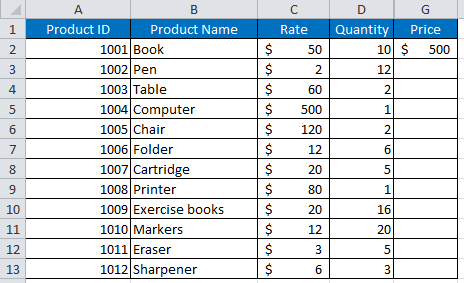 A B C D G
1 Product ID Product Name Rate Quantity Price
2 1001 Book $ 50 10 $ 500
3 1002 Pen $ 2 12
4 1003 Table $ 60 2
5 1004 Computer $ 500 1
6 1005 Chair $ 120 2
7 1006 Folder $ 12 6
8 1007 Cartridge $ 20 5
9 1008 Printer $ 80 1
10 1009 Exercise books $ 20 16
11 1010 Markers $ 12 20
12 1011 Eraser $ 3 5
13 1012 Sharpener $ 6 3